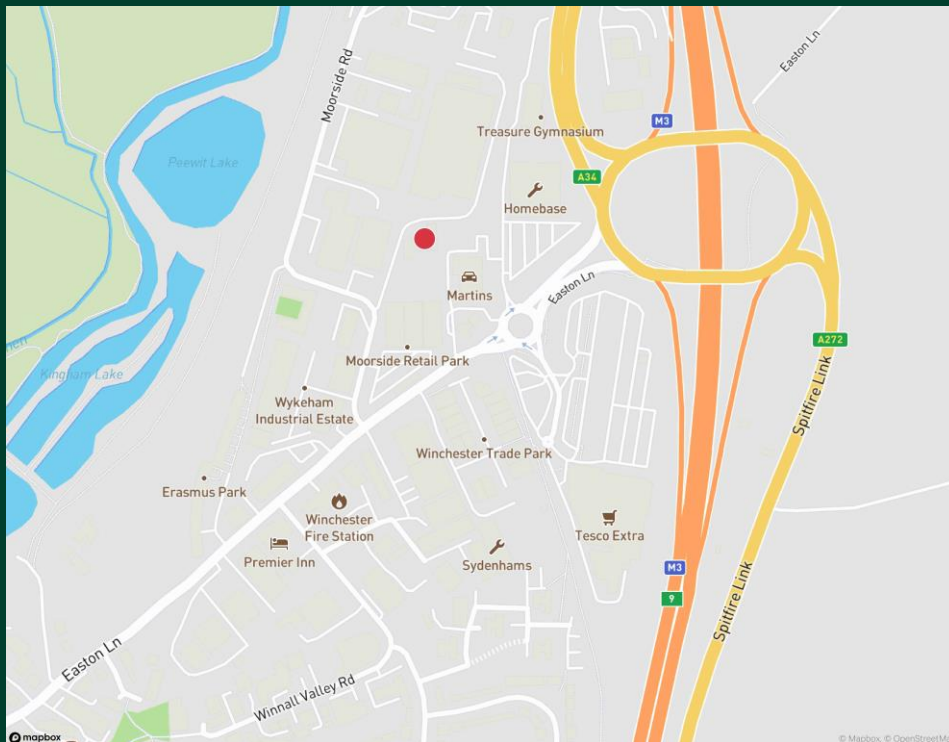 Easton Ln
Moorside Rd
M3
Treasure Gymnasium
Peewit Lake
A34
Homebase
Easton Ln
Martins
A272
Moorside Retail Park
Kingham Lake
Spitfire Link
Wykeham
Industrial Estate
Winchester Trade Park
Erasmus Park
Winchester
Fire Station
Tesco Extra
Premier Inn
Sydenhams
M3
9
Spitfire Link
Easton Ln
Winnall Valley Rd
mapbox
© Mapbox, © OpenStreetM